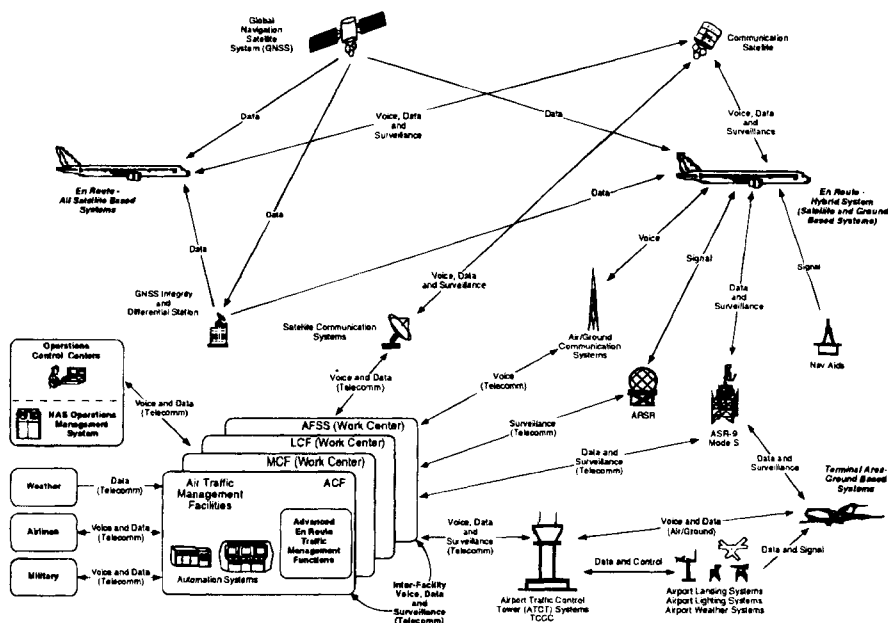 Global
Navigation
Satellite
System (GNSS)
Communication
Satellite
Data
Voice, Data
and
Surveillance
Data
Voice, Data
and
Surveillance
En Route -
All Satellite Based
Systems
Data
Data
Data
En Route -
Hybrid System
(Satellite and Ground
Based Systems)
Voice
Signal
Signal
Voice, Data
and Surveillance
Data
and
Surveillance
GNSS Integrity
and
Differential Station
Satellite Communication
Systems
Air/Ground
Communication
Systems
Nav Aids
Operations
Control Centers
NAS Operations
Management
System
Voice and Data
(Telecomm)
Voice and Data
(Telecomm)
Voice
(Telecomm)
ARSR
ASR-9
Mode S
AFSS (Work Center)
LCF (Work Center)
MCF (Work Center)
ACF
Surveillance
(Telecomm)
Data and
Surveillance
(Telecomm)
Data and
Surveillance
Terminal Area-
Ground Based
Systems
Weather
Data
(Telecomm)
Air Traffic
Management
Facilities
Advanced
En Route
Traffic
Management
Functions
Automation Systems
Airlines
Voice and Data
(Telecomm)
Military
Voice and Data
(Telecomm)
Voice, Data
and
Surveillance
(Telecomm)
Voice and Data
(Air/Ground)
Data and Control
Data and Signal
Inter-Facility
Voice, Data
and
Surveillance
(Telecomm)
Airport Traffic Control
Tower (ATCT) Systems
TCCC
Airport Landing Systems
Airport Lighting Systems
Airport Weather Systems